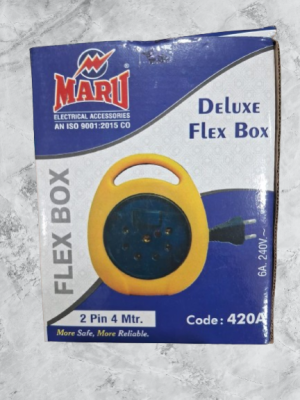 MARU
ELECTRICAL ACCESSORIES
AN ISO 9001:2015 CO
DELUXE
FLEX BOX
FLEX BOX
6A. 240V.~
2 Pin 4 Mtr.
Code: 420A
More Safe, More Reliable.